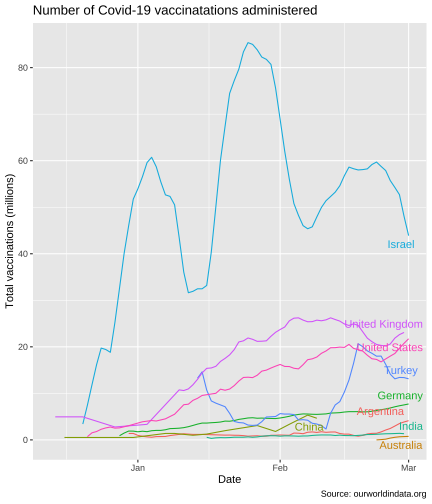 Number of Covid-19 vaccinatations administered
Total vaccinations (millions)
80
60
40
20
0
Israel
United Kingdom
United States
Turkey
Germany
Argentina
China
India
Australia
Jan
Feb
Mar
Date
Source: ourworldindata.org